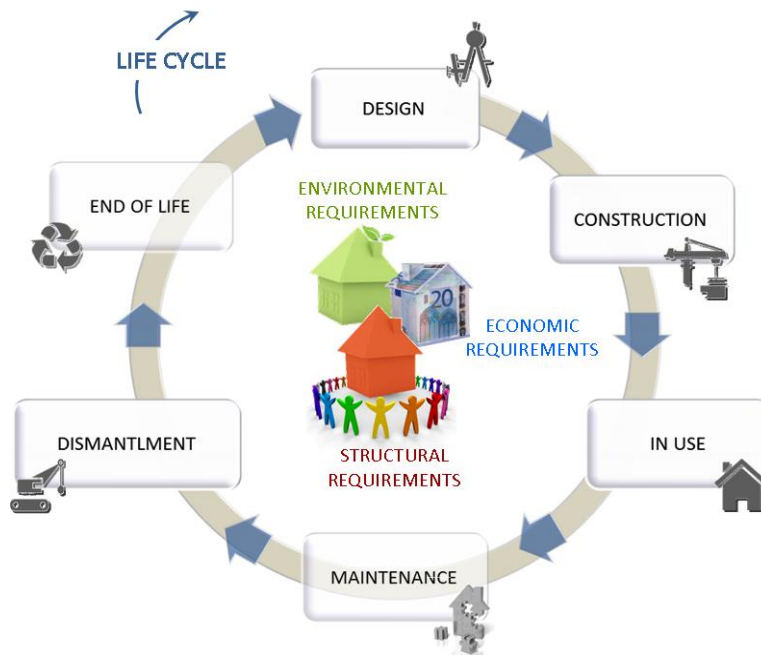 LIFE CYCLE
DESIGN
CONSTRUCTION
IN USE
MAINTENANCE
DISMANTLMENT
END OF LIFE
ENVIRONMENTAL
REQUIREMENTS
20
ECONOMIC
REQUIREMENTS
STRUCTURAL
REQUIREMENTS